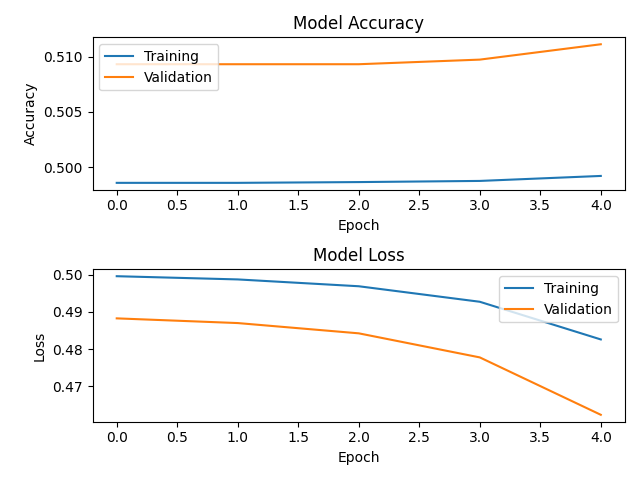 Model Accuracy
Training
Validation
0.510
0.505
0.500
Accuracy
0.0 0.5 1.0 1.5 2.0 2.5 3.0 3.5 4.0
Epoch
Model Loss
Training
Validation
0.50
0.49
0.48
0.47
Loss
0.0 0.5 1.0 1.5 2.0 2.5 3.0 3.5 4.0
Epoch